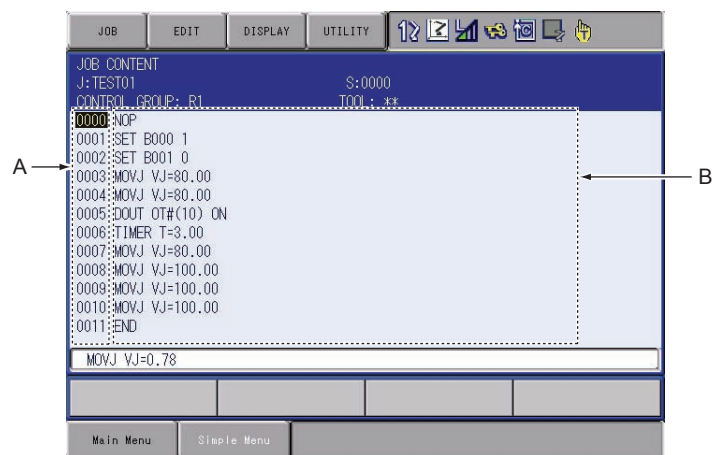 JOB EDIT DISPLAY UTILITY
JOB CONTENT
J:TEST01 S:0000
CONTROL GROUP: R1 TOOL: **
0000 NOP
0001 SET B000 1
0002 SET B001 0
0003 MOVJ VJ=80.00
0004 MOVJ VJ=80.00
0005 DOUT OT#(10) ON
0006 TIMER T=3.00
0007 MOVJ VJ=80.00
0008 MOVJ VJ=100.00
0009 MOVJ VJ=100.00
0010 MOVJ VJ=100.00
0011 END
A
B
MOVJ VJ=0.78
Main Menu Simple Menu